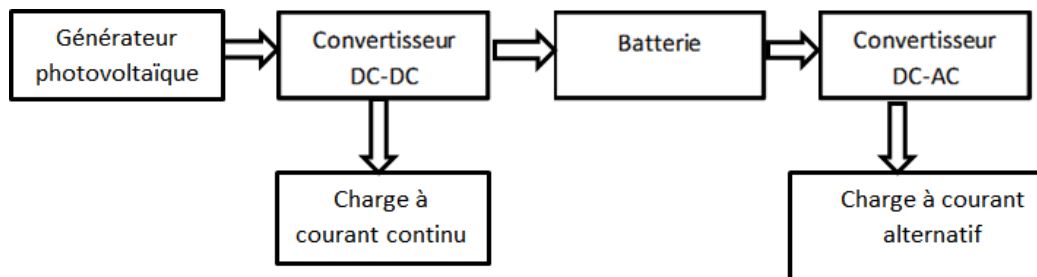 Générateur
photovoltaïque
Convertisseur
DC-DC
Batterie
Convertisseur
DC-AC
Charge à
courant continu
Charge à courant
alternatif